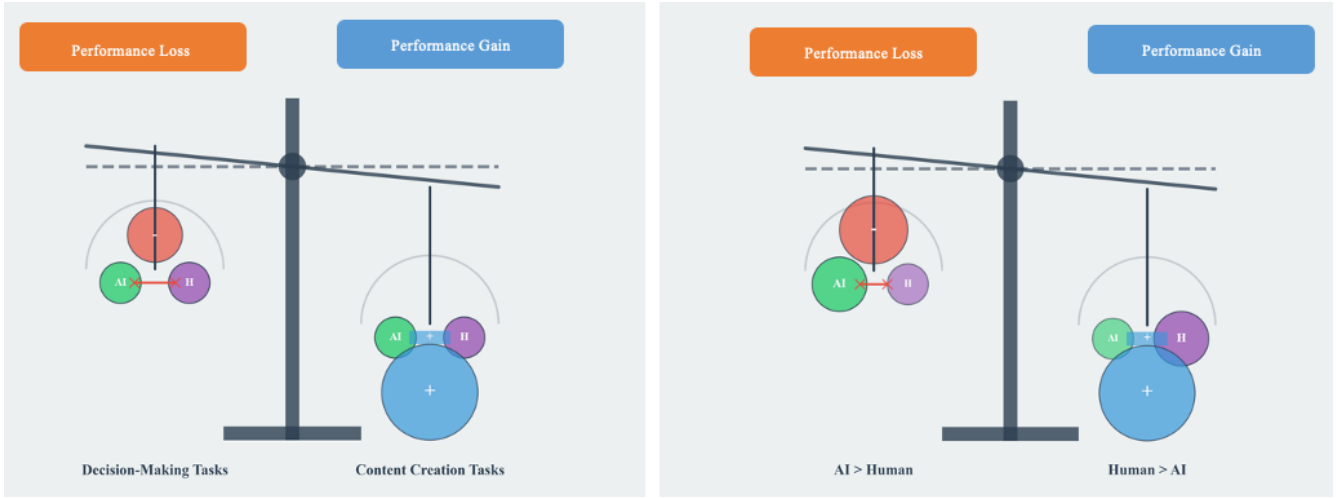 Performance Loss
Performance Gain
-
AI
H
AI
+
H
+
Decision-Making Tasks
Content Creation Tasks
Performance Loss
Performance Gain
-
AI
H
AI
+
H
+
AI > Human
Human > AI